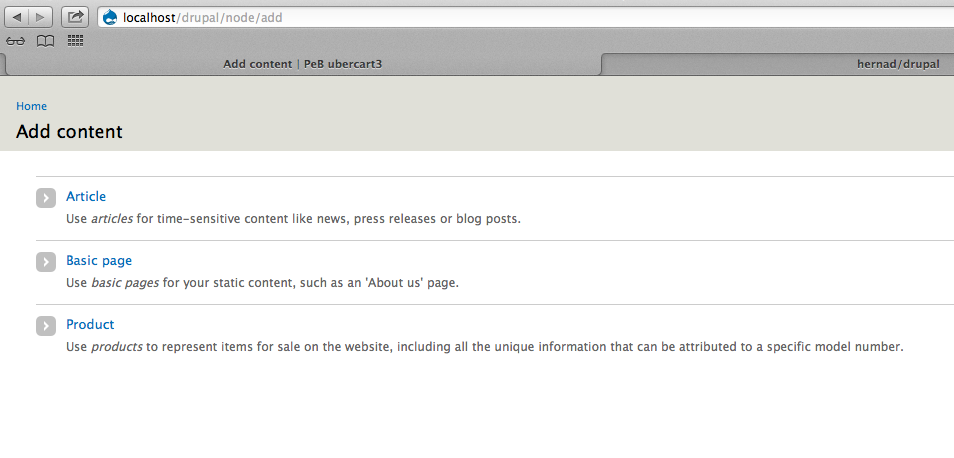 localhost/drupal/node/add
Add content | PeB ubercart3
hernad/drupal
Home
Add content
Article
Use articles for time-sensitive content like news, press releases or blog posts.
Basic page
Use basic pages for your static content, such as an 'About us' page.
Product
Use products to represent items for sale on the website, including all the unique information that can be attributed to a specific model number.